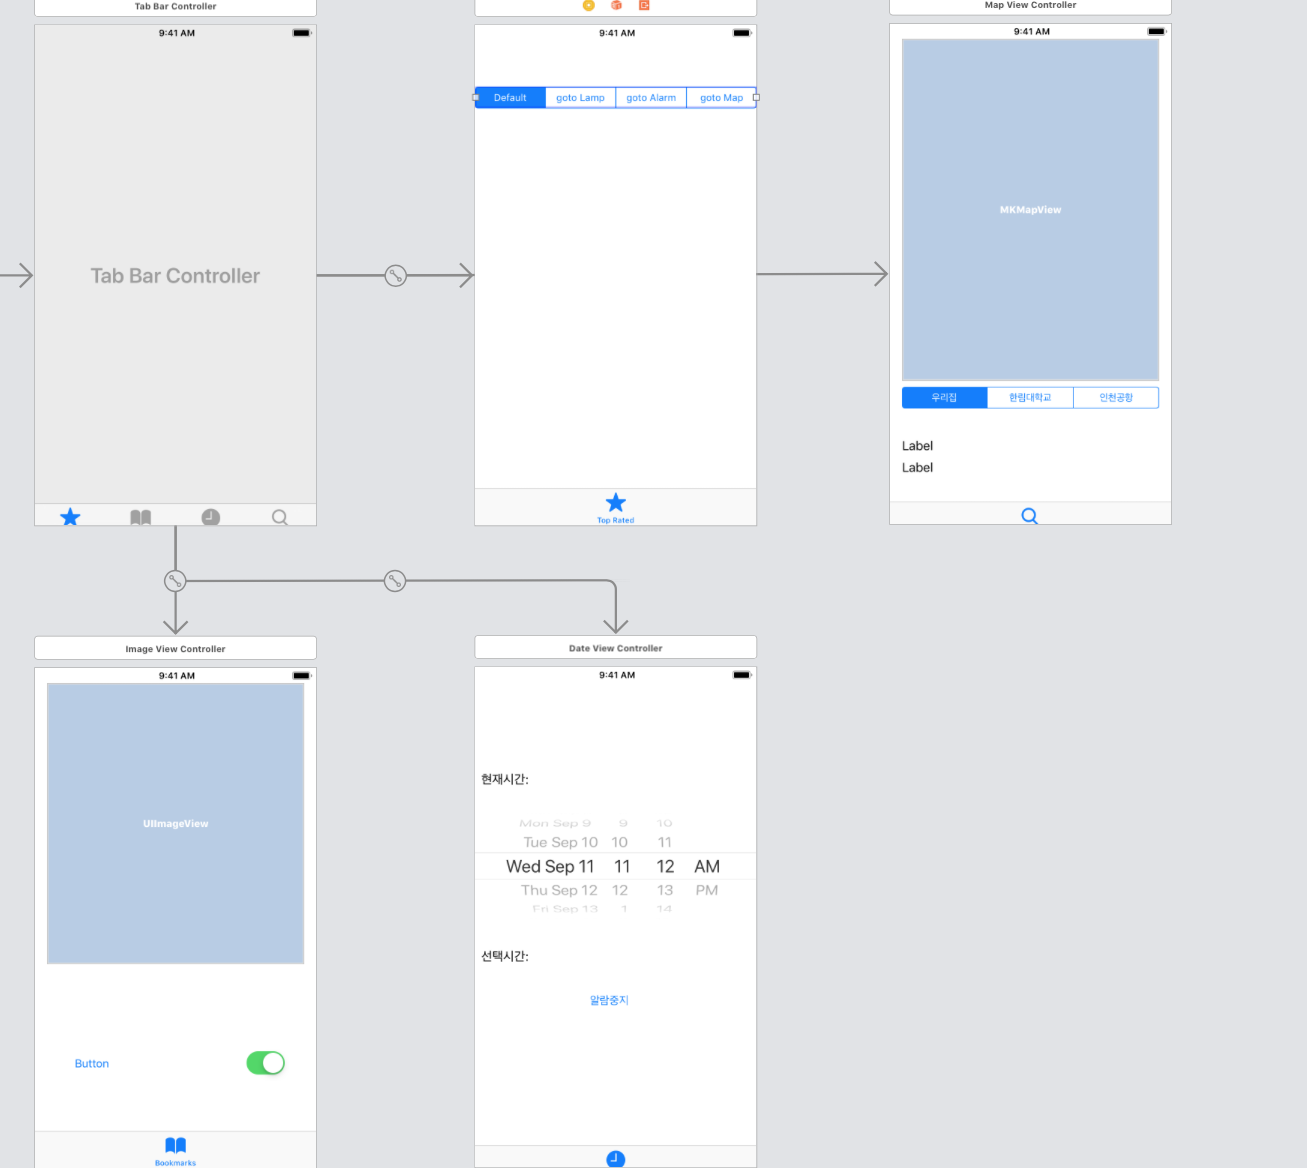 Tab Bar Controller
9:41 AM
Tab Bar Controller
9:41 AM
Default goto Lamp goto Alarm goto Map
Top Rated
Map View Controller
9:41 AM
MKMapView
우리집 한림대학교 인천공항
Label
Label
Image View Controller
9:41 AM
UIImageView
Button
Bookmarks
Date View Controller
9:41 AM
현재시간:
Mon Sep 9 9 10
Tue Sep 10 10 11
Wed Sep 11 11 12 AM
Thu Sep 12 12 13 PM
Fri Sep 13 1 14
선택시간:
알람중지